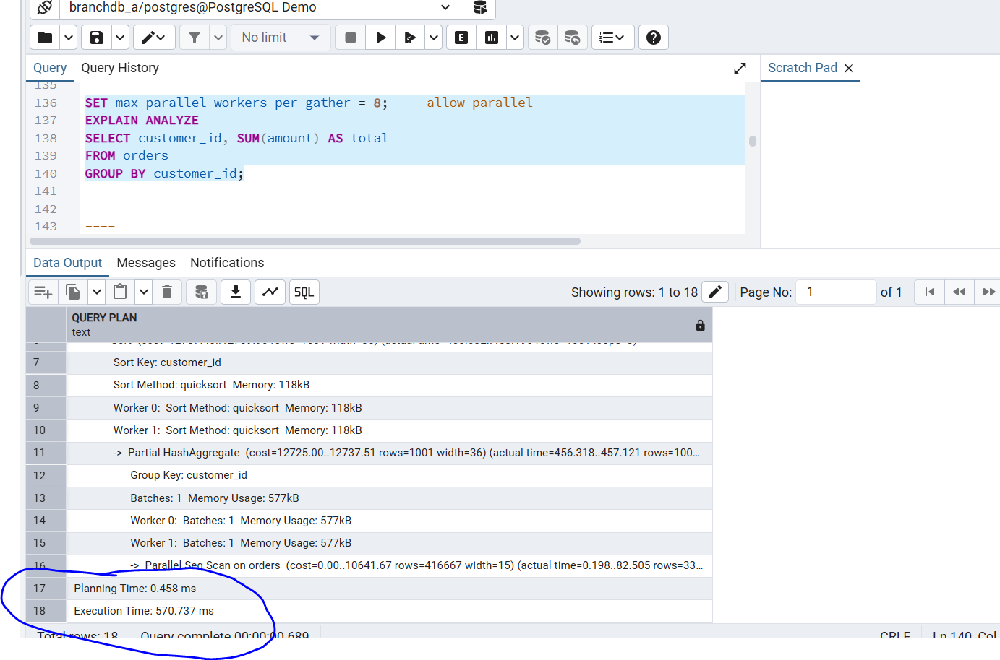 branchdb_a/postgres@PostgreSQL Demo
No limit
E
Query Query History
Scratch Pad
135
136 SET max_parallel_workers_per_gather = 8;  -- allow parallel
137 EXPLAIN ANALYZE
138 SELECT customer_id, SUM(amount) AS total
139 FROM orders
140 GROUP BY customer_id;
141
142
143 ----
Data Output Messages Notifications
SQL
Showing rows: 1 to 18 Page No: 1 of 1
QUERY PLAN
text
7 Sort Key: customer_id
8 Sort Method: quicksort  Memory: 118kB
9 Worker 0:  Sort Method: quicksort  Memory: 118kB
10 Worker 1:  Sort Method: quicksort  Memory: 118kB
11 ->  Partial HashAggregate  (cost=12725.00..12737.51 rows=1001 width=36) (actual time=456.318..457.121 rows=100...
12 Group Key: customer_id
13 Batches: 1  Memory Usage: 577kB
14 Worker 0:  Batches: 1  Memory Usage: 577kB
15 Worker 1:  Batches: 1  Memory Usage: 577kB
16 ->  Parallel Seq Scan on orders  (cost=0.00..10641.67 rows=416667 width=15) (actual time=0.198..82.505 rows=33...
17 Planning Time: 0.458 ms
18 Execution Time: 570.737 ms
Total rows: 18 Query complete 00:00:00.689 CRLF Ln 140, Col